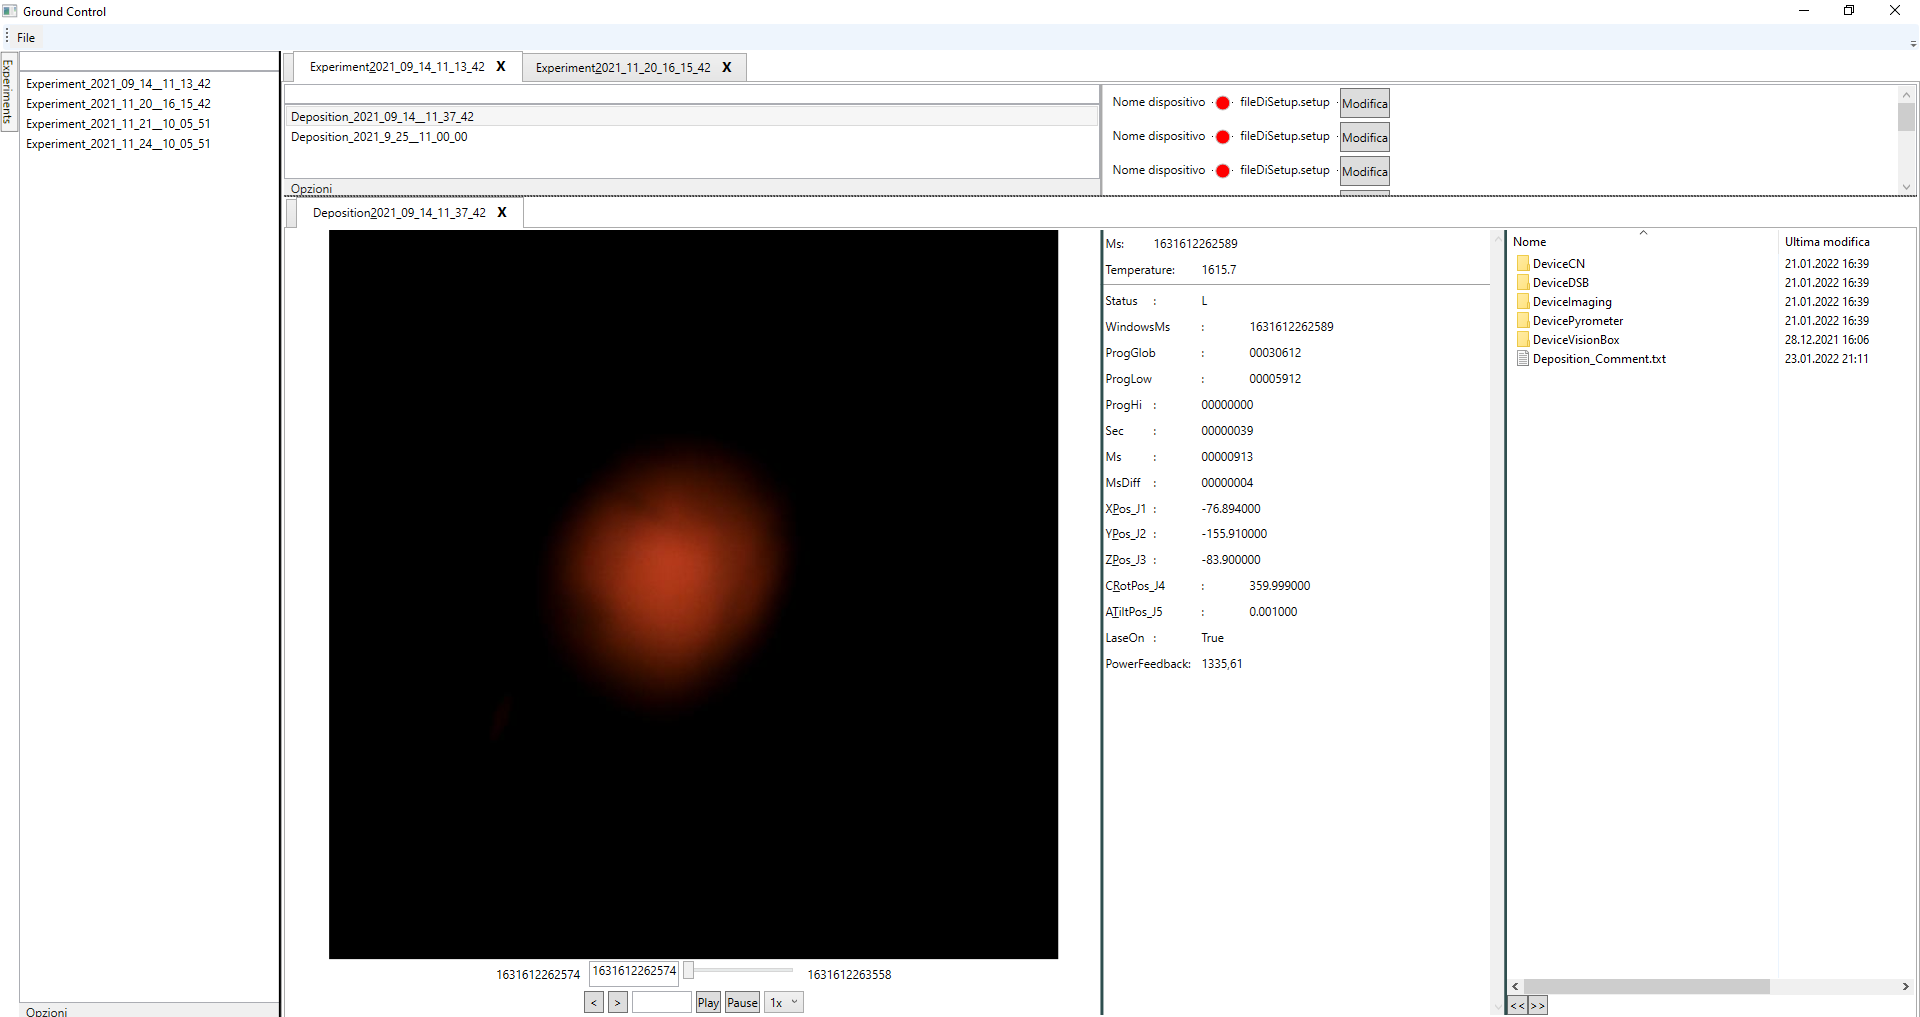 Ground Control
File
Experiments
Experiment_2021_09_14__11_13_42
Experiment_2021_11_20__16_15_42
Experiment_2021_11_21__10_05_51
Experiment_2021_11_24__10_05_51
Opzioni
Experiment2021_09_14_11_13_42 X
Experiment2021_11_20_16_15_42 X
Deposition_2021_09_14__11_37_42
Deposition_2021_9_25__11_00_00
Opzioni
Nome dispositivo fileDiSetup.setup Modifica
Nome dispositivo fileDiSetup.setup Modifica
Nome dispositivo fileDiSetup.setup Modifica
Deposition2021_09_14_11_37_42 X
1631612262574 1631612262574 1631612263558
< > Play Pause 1x
Ms: 1631612262589
Temperature: 1615.7
Status : L
WindowsMs : 1631612262589
ProgGlob : 00030612
ProgLow : 00005912
ProgHi : 00000000
Sec : 00000039
Ms : 00000913
MsDiff : 00000004
XPos_J1 : -76.894000
YPos_J2 : -155.910000
ZPos_J3 : -83.900000
CRotPos_J4 : 359.999000
ATiltPos_J5 : 0.001000
LaseOn : True
PowerFeedback: 1335,61
Nome Ultima modifica
DeviceCN 21.01.2022 16:39
DeviceDSB 21.01.2022 16:39
DeviceImaging 21.01.2022 16:39
DevicePyrometer 21.01.2022 16:39
DeviceVisionBox 28.12.2021 16:06
Deposition_Comment.txt 23.01.2022 21:11
<< >>